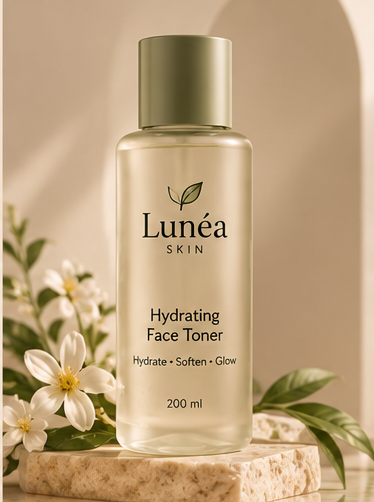 Lunéa
SKIN
Hydrating
Face Toner
Hydrate • Soften • Glow
200 ml